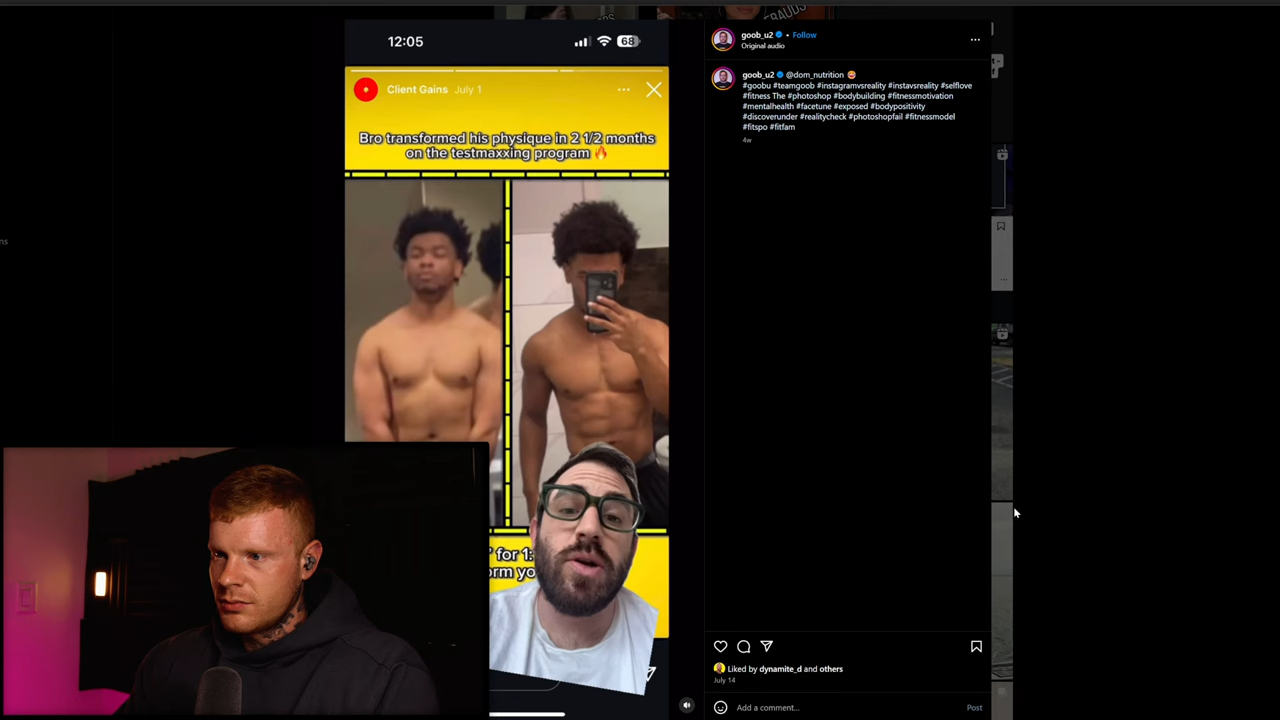 FRAUDS
12:05
68
Client Gains July 1
Bro transformed his physique in 2 1/2 months
on the testmaxxing program 🔥
for 1:
goob_u2 • Follow
Original audio
goob_u2 @dom_nutrition 🤩
#goobu #teamgoob #instagramvsreality #instavsreality #selflove
#fitness The #photoshop #bodybuilding #fitnessmotivation
#mentalhealth #facetune #exposed #bodypositivity
#discoverunder #realitycheck #photoshopfail #fitnessmodel
#fitspo #fitfam
4w
Liked by dynamite_d and others
July 14
Add a comment...
Post